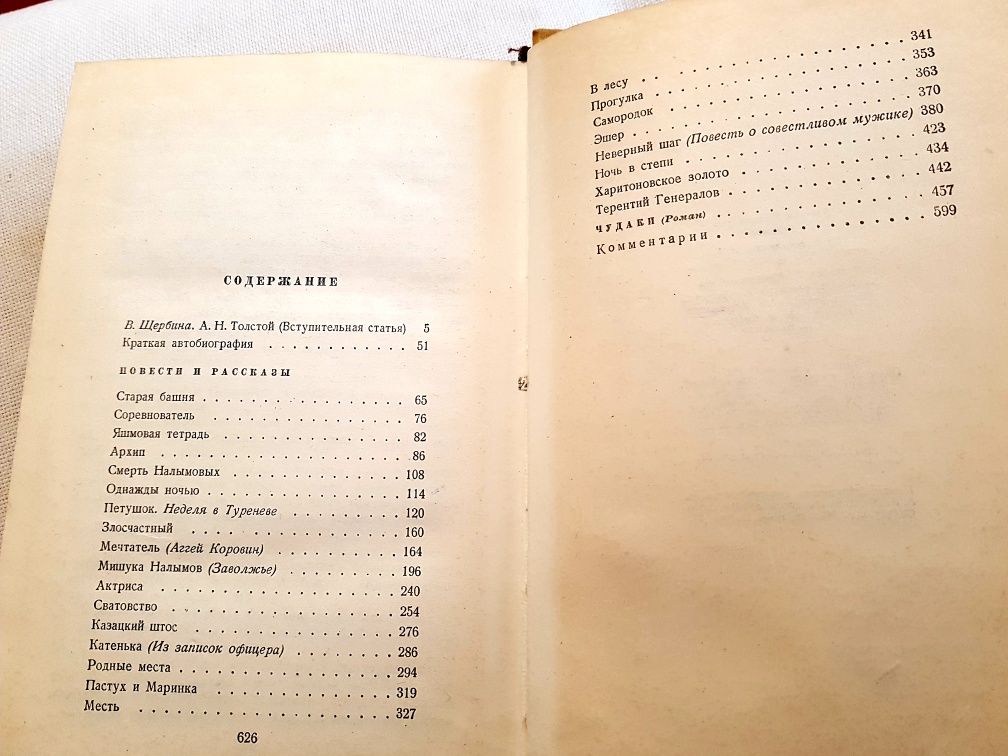 СОДЕРЖАНИЕ
В. Щербина. А. Н. Толстой (Вступительная статья) 5
Краткая автобиография . . . . . . . . . . . . 51
ПОВЕСТИ И РАССКАЗЫ
Старая башня . . . . . . . . . . . . . . . . 65
Соревнователь . . . . . . . . . . . . . . . 76
Яшмовая тетрадь . . . . . . . . . . . . . . 82
Архип . . . . . . . . . . . . . . . . . . . 86
Смерть Налымовых . . . . . . . . . . . . . 108
Однажды ночью . . . . . . . . . . . . . . . 114
Петушок. Неделя в Туреневе . . . . . . . . . 120
Злосчастный . . . . . . . . . . . . . . . . 160
Мечтатель (Аггей Коровин) . . . . . . . . . . 164
Мишука Налымов (Заволжье) . . . . . . . . . 196
Актриса . . . . . . . . . . . . . . . . . . 240
Сватовство . . . . . . . . . . . . . . . . . 254
Казацкий штос . . . . . . . . . . . . . . . 276
Катенька (Из записок офицера) . . . . . . . . 286
Родные места . . . . . . . . . . . . . . . . 294
Пастух и Маринка . . . . . . . . . . . . . . 319
Месть . . . . . . . . . . . . . . . . . . . 327
626
В лесу . . . . . . . . . . . . . . . . . . 341
Прогулка . . . . . . . . . . . . . . . . . 353
Самородок . . . . . . . . . . . . . . . . . 363
Эшер . . . . . . . . . . . . . . . . . . . 370
Неверный шаг (Повесть о совестливом мужике) 380
Ночь в степи . . . . . . . . . . . . . . . 423
Харитоновское золото . . . . . . . . . . . . 434
Терентий Генералов . . . . . . . . . . . . . 442
ЧУДАКИ (Роман) . . . . . . . . . . . . . . 457
Комментарии . . . . . . . . . . . . . . . . 599